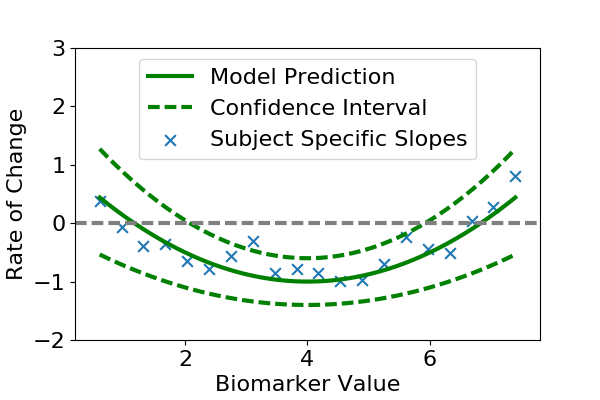 3
2
1
0
−1
−2
Rate of Change
Model Prediction
Confidence Interval
Subject Specific Slopes
2 4 6
Biomarker Value